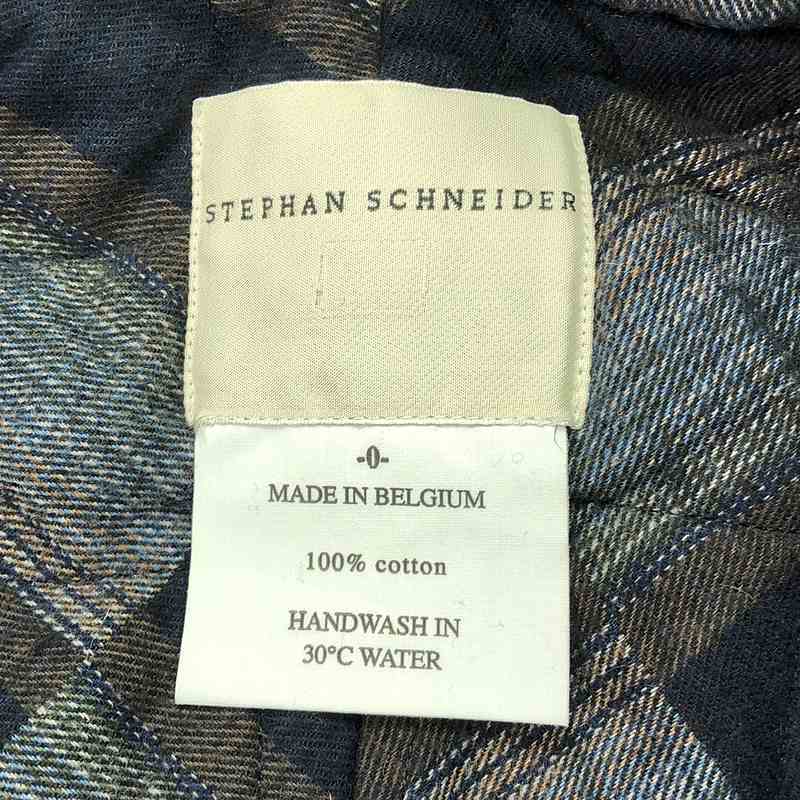 STEPHAN SCHNEIDER
-0-
MADE IN BELGIUM
100% cotton
HANDWASH IN
30°C WATER